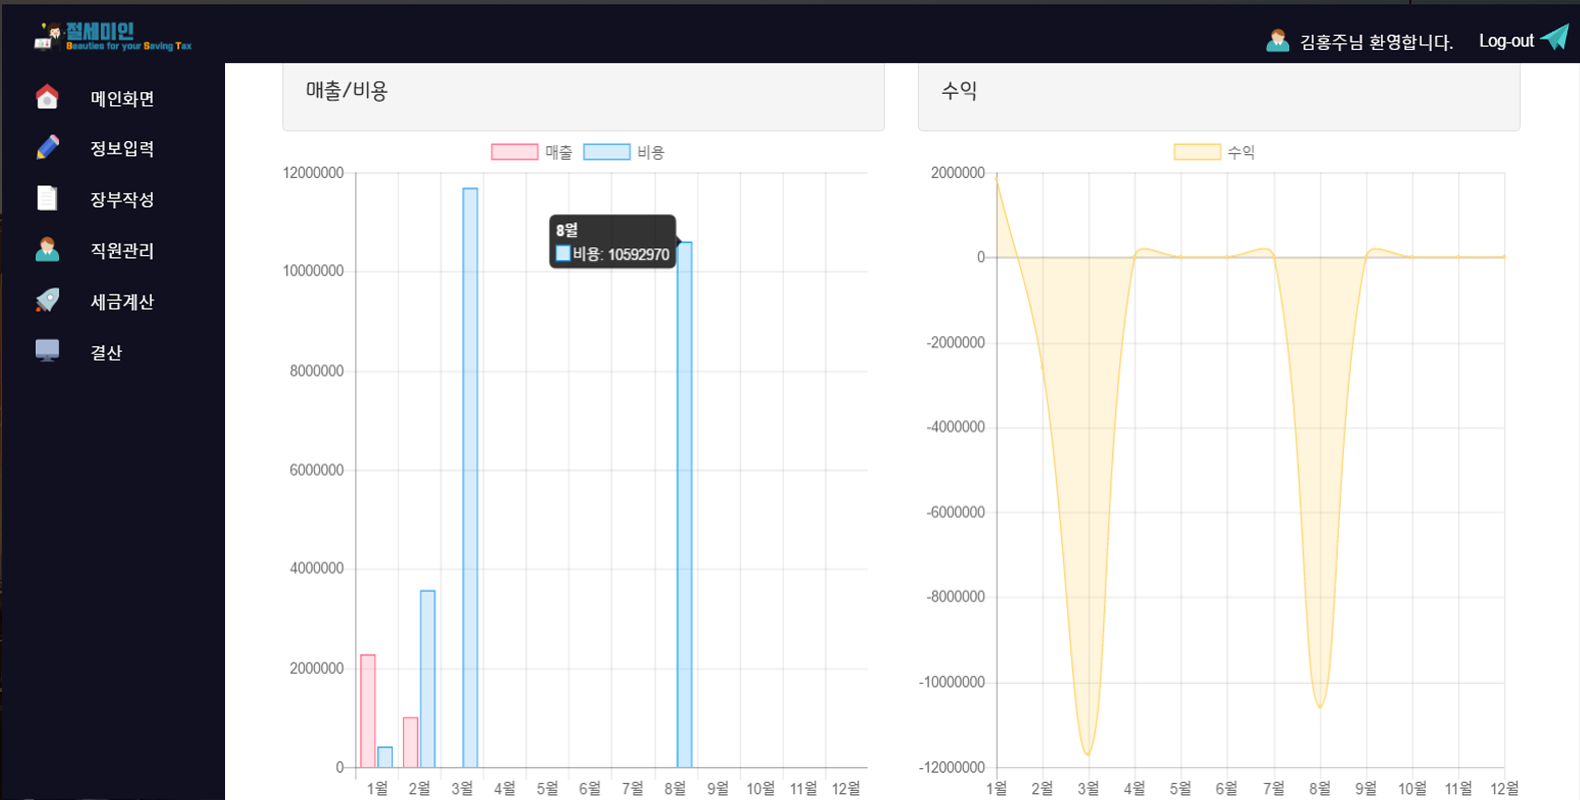 절세미인
Beauties for your Saving Tax
김홍주님 환영합니다.
Log-out
메인화면
정보입력
장부작성
직원관리
세금계산
결산
매출/비용
매출
비용
12000000
10000000
8000000
6000000
4000000
2000000
0
8월
비용: 10592970
1월 2월 3월 4월 5월 6월 7월 8월 9월 10월 11월 12월
수익
수익
2000000
0
-2000000
-4000000
-6000000
-8000000
-10000000
-12000000
1월 2월 3월 4월 5월 6월 7월 8월 9월 10월 11월 12월